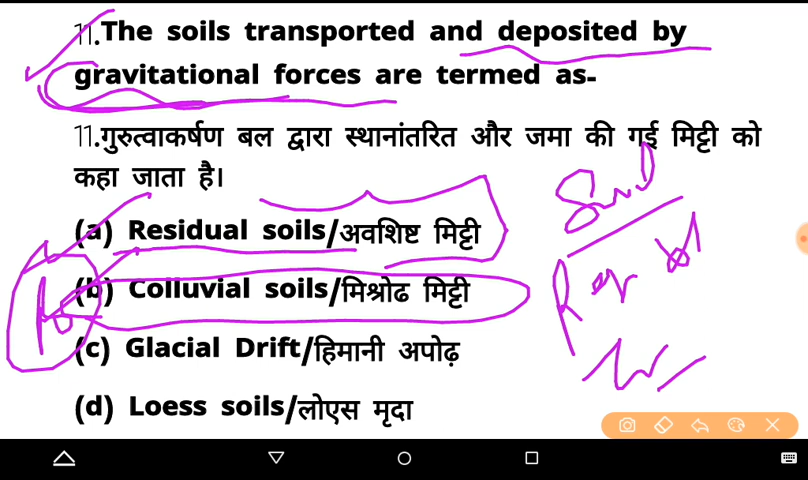 11.The soils transported and deposited by
gravitational forces are termed as-
11.गुरुत्वाकर्षण बल द्वारा स्थानांतरित और जमा की गई मिट्टी को
कहा जाता है।
(a) Residual soils/अवशिष्ट मिट्टी
(b) Colluvial soils/मिश्रोढ मिट्टी
(c) Glacial Drift/हिमानी अपोढ़
(d) Loess soils/लोएस मृदा